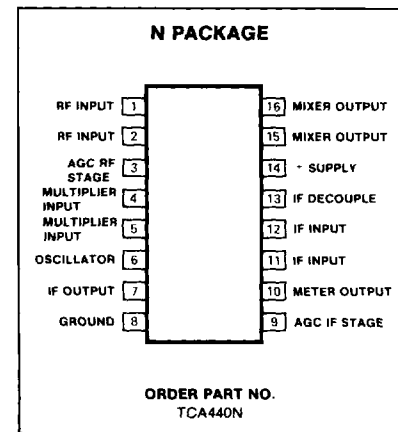 N PACKAGE
RF INPUT 1
RF INPUT 2
AGC RF
STAGE 3
MULTIPLIER
INPUT 4
MULTIPLIER
INPUT 5
OSCILLATOR 6
IF OUTPUT 7
GROUND 8
16 MIXER OUTPUT
15 MIXER OUTPUT
14 + SUPPLY
13 IF DECOUPLE
12 IF INPUT
11 IF INPUT
10 METER OUTPUT
9 AGC IF STAGE
ORDER PART NO.
TCA440N